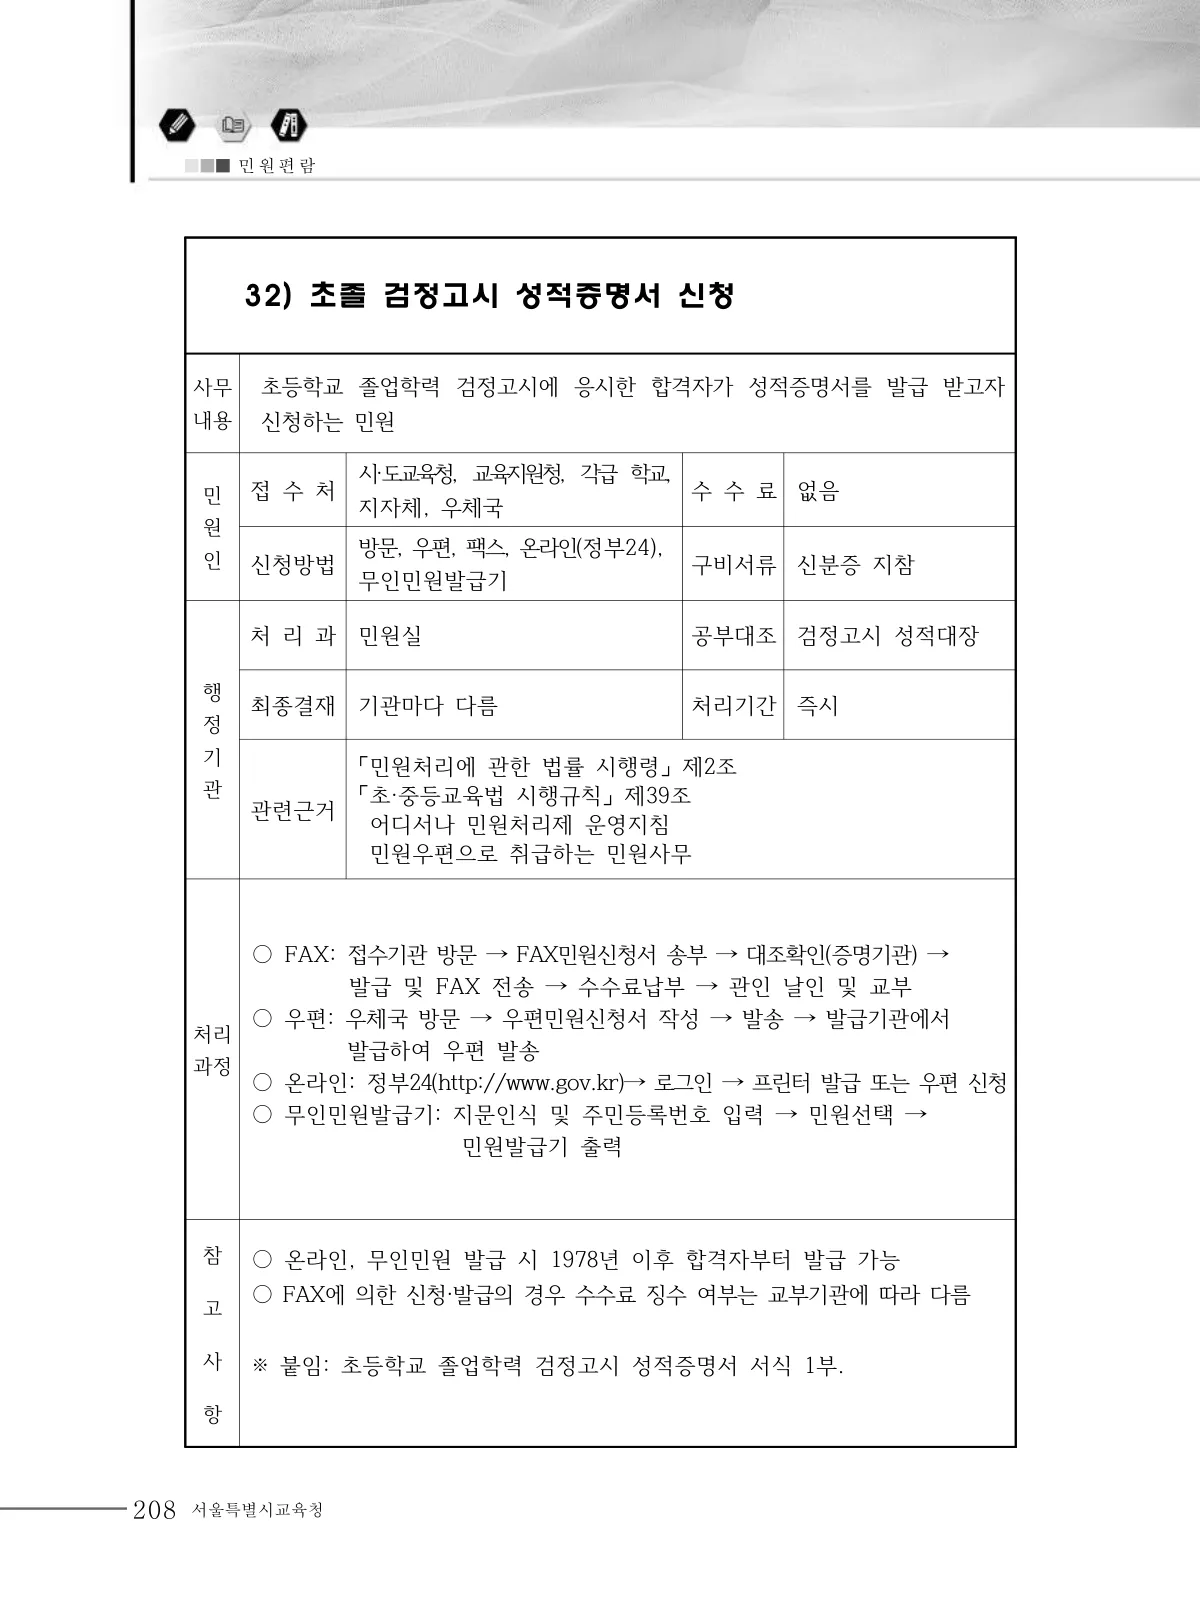 민원편람
32) 초졸 검정고시 성적증명서 신청
사무
내용
초등학교 졸업학력 검정고시에 응시한 합격자가 성적증명서를 발급 받고자
신청하는 민원
민
원
인
접 수 처
시·도교육청, 교육지원청, 각급 학교,
지자체, 우체국
수 수 료
없음
신청방법
방문, 우편, 팩스, 온라인(정부24),
무인민원발급기
구비서류
신분증 지참
행
정
기
관
처 리 과
민원실
공부대조
검정고시 성적대장
최종결재
기관마다 다름
처리기간
즉시
관련근거
「민원처리에 관한 법률 시행령」 제2조
「초·중등교육법 시행규칙」 제39조
어디서나 민원처리제 운영지침
민원우편으로 취급하는 민원사무
처리
과정
○ FAX: 접수기관 방문 → FAX민원신청서 송부 → 대조확인(증명기관) →
발급 및 FAX 전송 → 수수료납부 → 관인 날인 및 교부
○ 우편: 우체국 방문 → 우편민원신청서 작성 → 발송 → 발급기관에서
발급하여 우편 발송
○ 온라인: 정부24(http://www.gov.kr)→ 로그인 → 프린터 발급 또는 우편 신청
○ 무인민원발급기: 지문인식 및 주민등록번호 입력 → 민원선택 →
민원발급기 출력
참
고
사
항
○ 온라인, 무인민원 발급 시 1978년 이후 합격자부터 발급 가능
○ FAX에 의한 신청·발급의 경우 수수료 징수 여부는 교부기관에 따라 다름
※ 붙임: 초등학교 졸업학력 검정고시 성적증명서 서식 1부.
208 서울특별시교육청